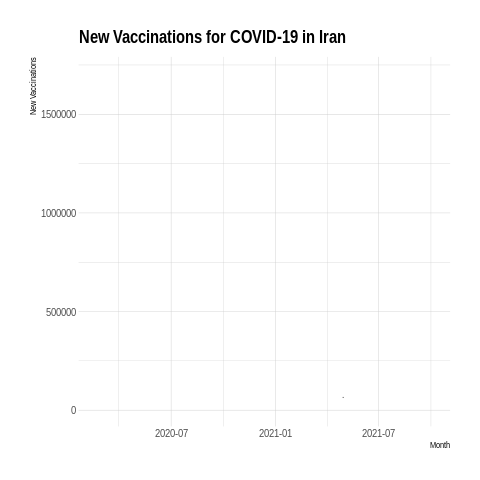 New Vaccinations for COVID-19 in Iran
New Vaccinations
1500000
1000000
500000
0
2020-07
2021-01
2021-07
Month